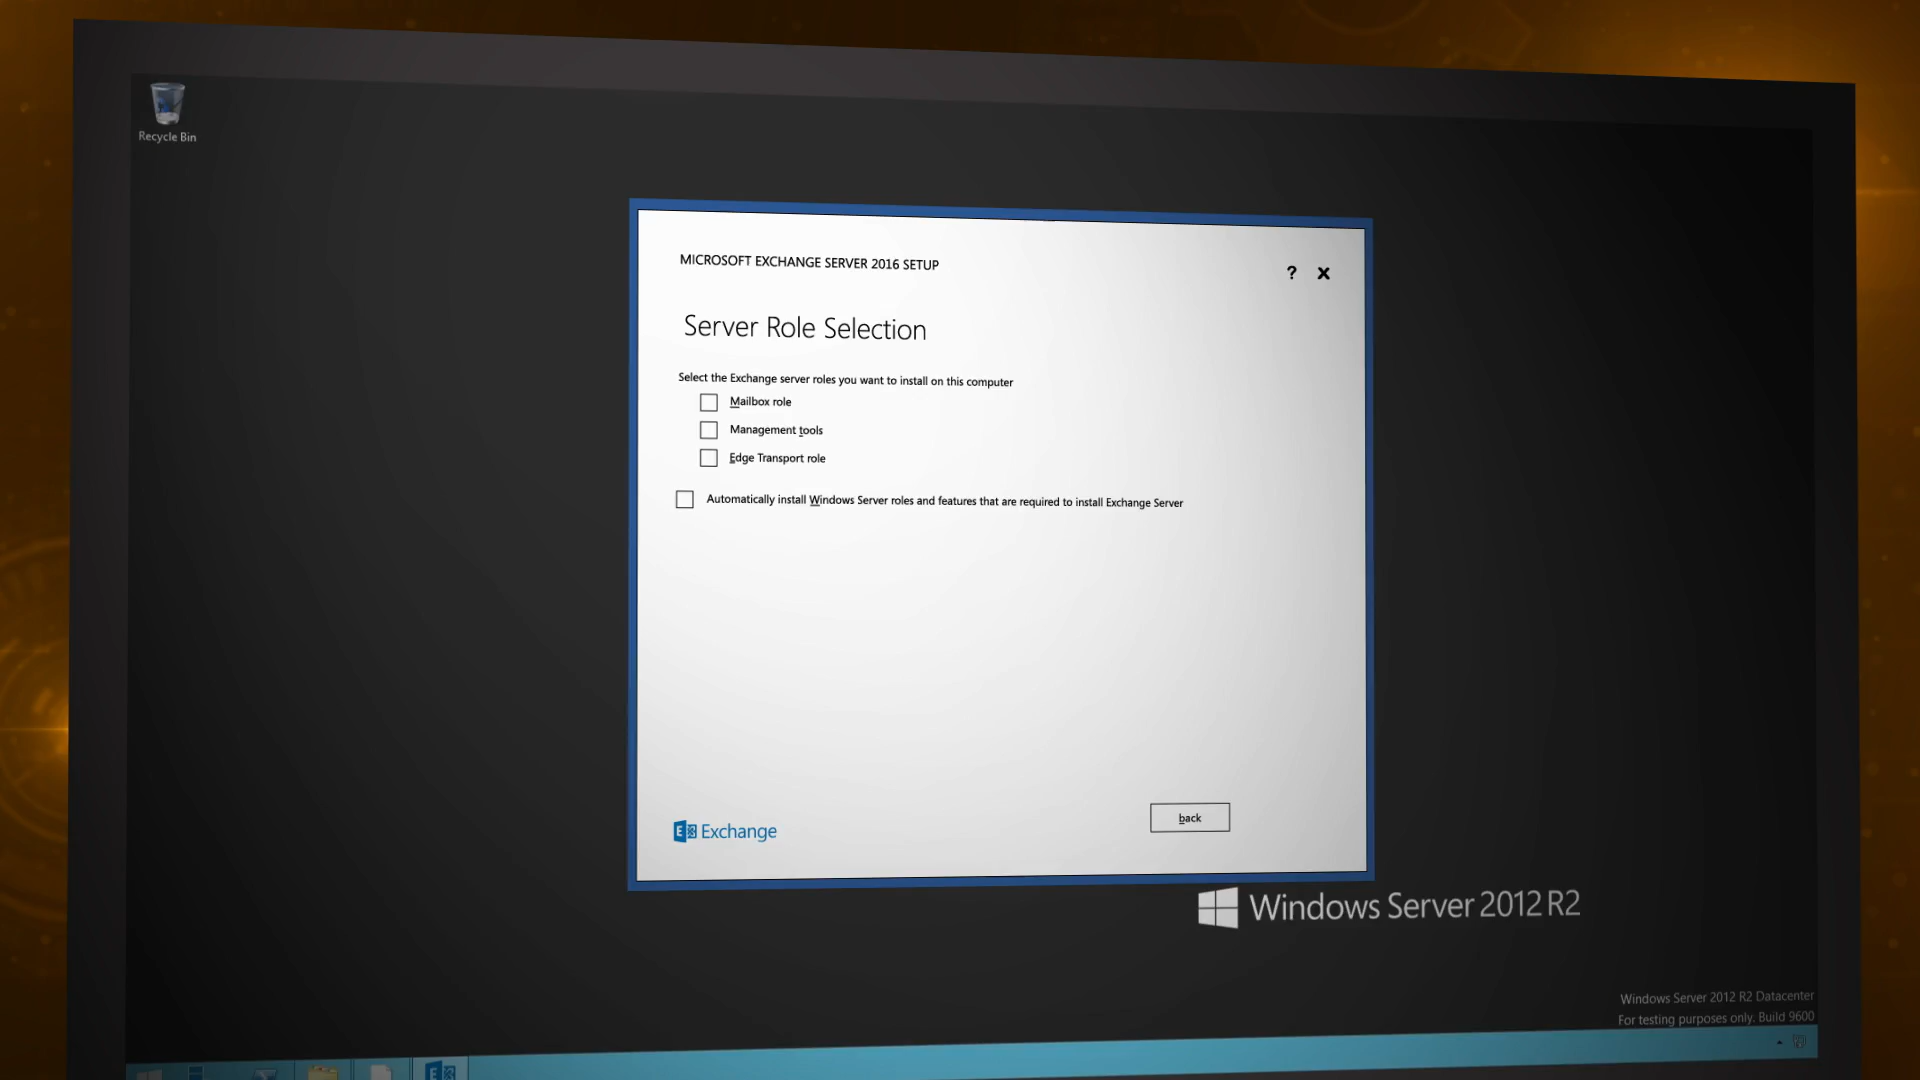 Recycle Bin
MICROSOFT EXCHANGE SERVER 2016 SETUP
? x
Server Role Selection
Select the Exchange server roles you want to install on this computer
Mailbox role
Management tools
Edge Transport role
Automatically install Windows Server roles and features that are required to install Exchange Server
back
E Exchange
Windows Server 2012 R2
Windows Server 2012 R2 Datacenter
For testing purposes only. Build 9600
E